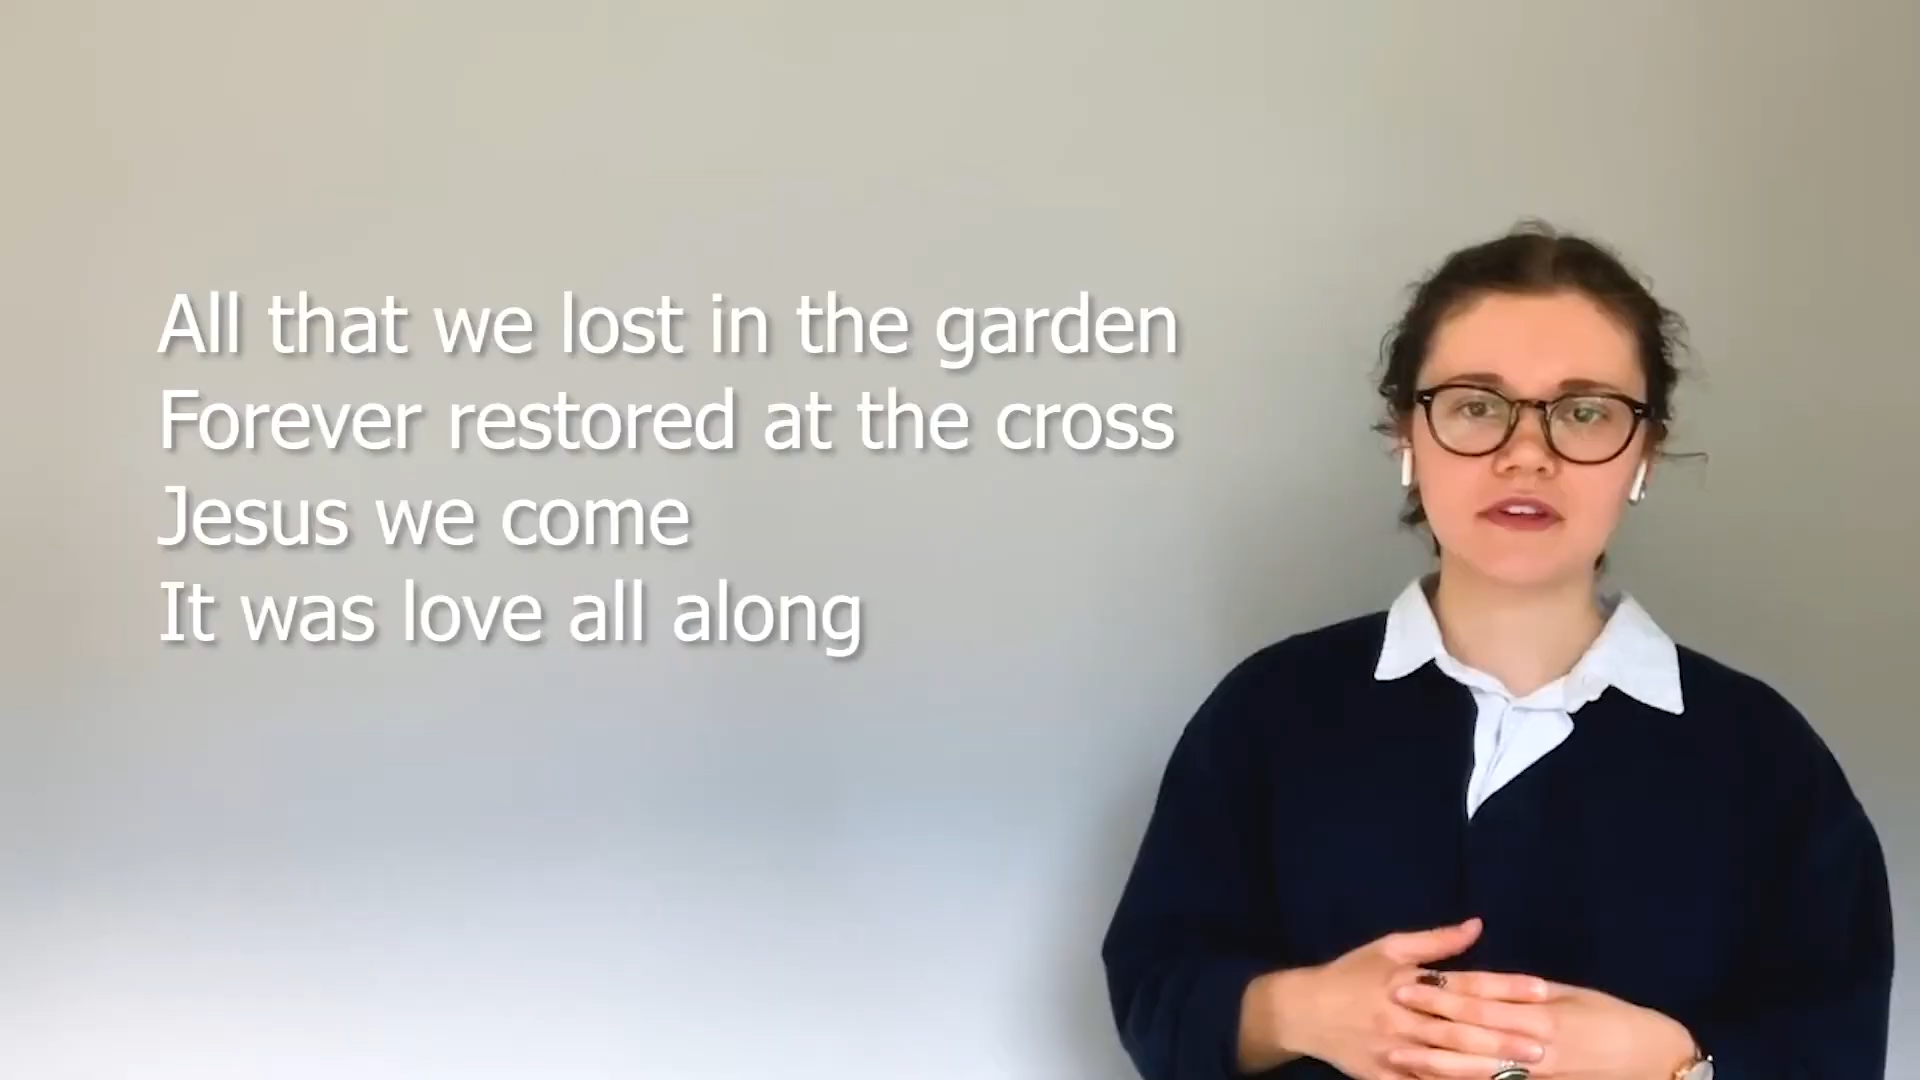 All that we lost in the garden
Forever restored at the cross
Jesus we come
It was love all along